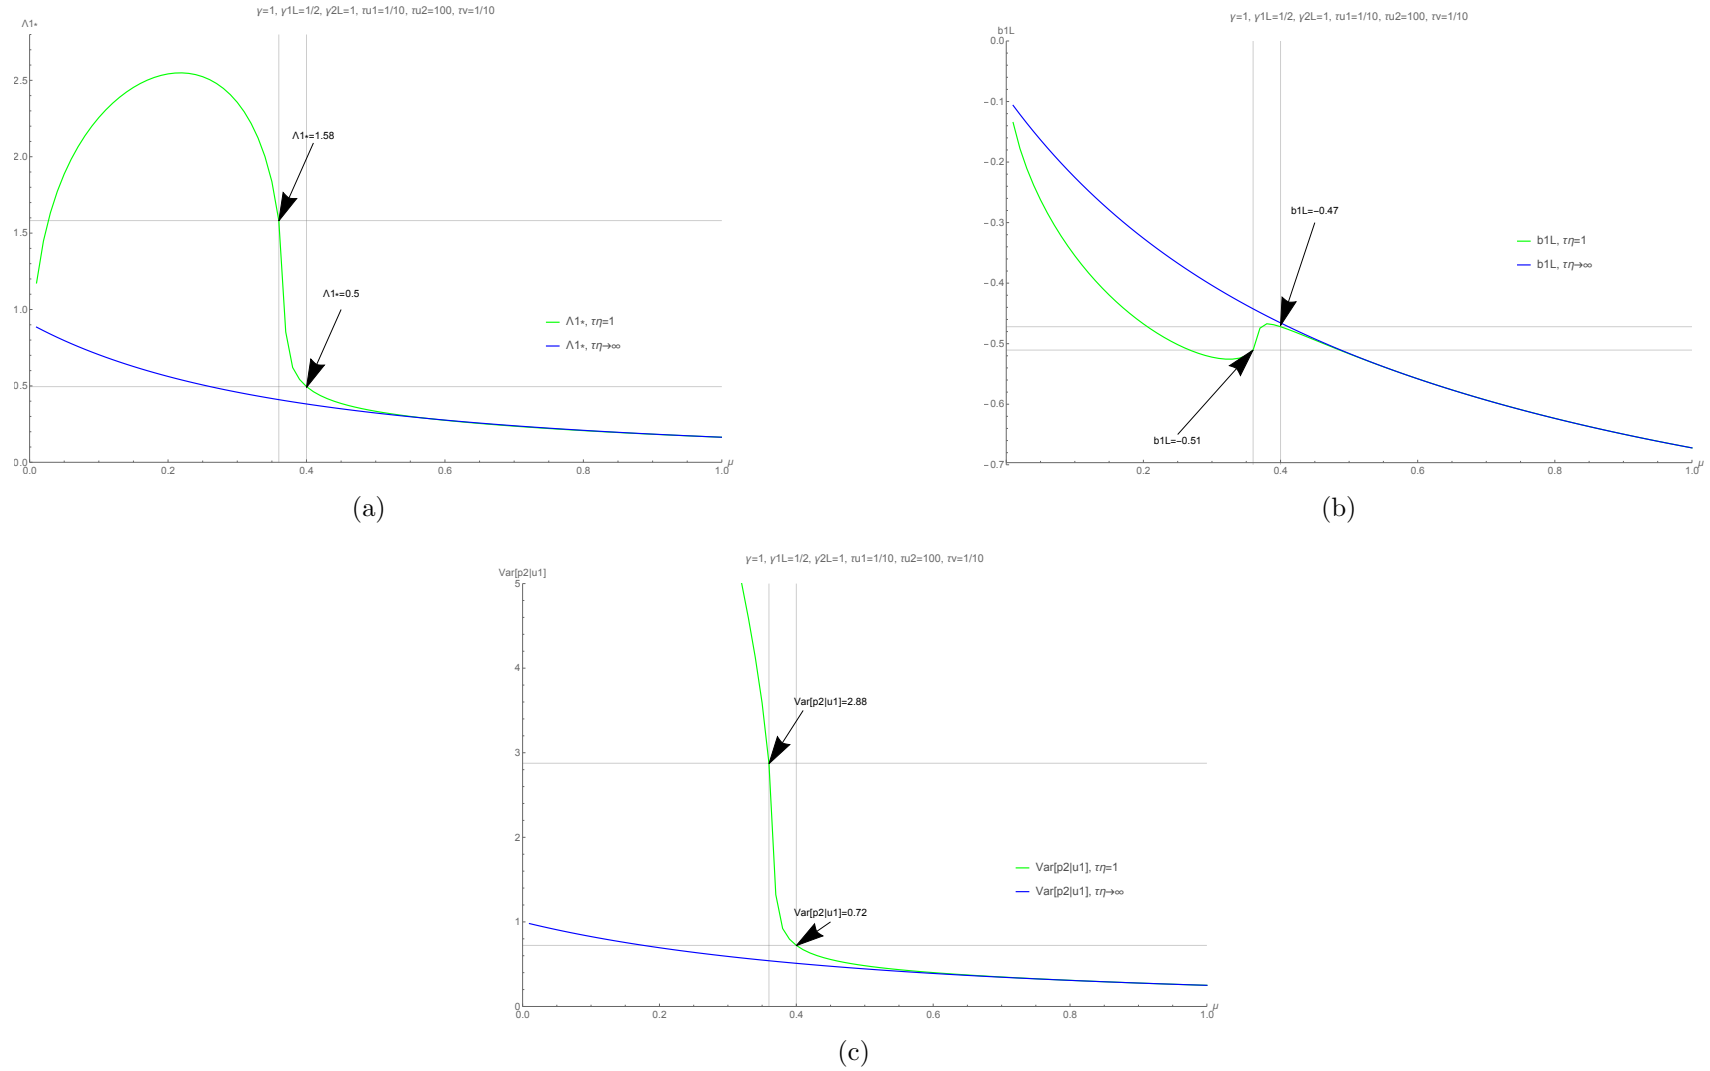 γ=1, γ1L=1/2, γ2L=1, τu1=1/10, τu2=100, τv=1/10
Λ1*
2.5
2.0
1.5
1.0
0.5
0.0
Λ1*=1.58
Λ1*=0.5
Λ1*, τη=1
Λ1*, τη→∞
0.0 0.2 0.4 0.6 0.8 1.0 μ
(a)
γ=1, γ1L=1/2, γ2L=1, τu1=1/10, τu2=100, τv=1/10
b1L
0.0
−0.1
−0.2
−0.3
−0.4
−0.5
−0.6
−0.7
b1L=−0.47
b1L, τη=1
b1L, τη→∞
b1L=−0.51
0.4 0.6 0.8 1.0 μ
(b)
γ=1, γ1L=1/2, γ2L=1, τu1=1/10, τu2=100, τv=1/10
Var[p2|u1]
5
4
3
2
1
0
Var[p2|u1]=2.88
Var[p2|u1], τη=1
Var[p2|u1], τη→∞
Var[p2|u1]=0.72
0.0 0.2 0.4 0.6 0.8 1.0 μ
(c)